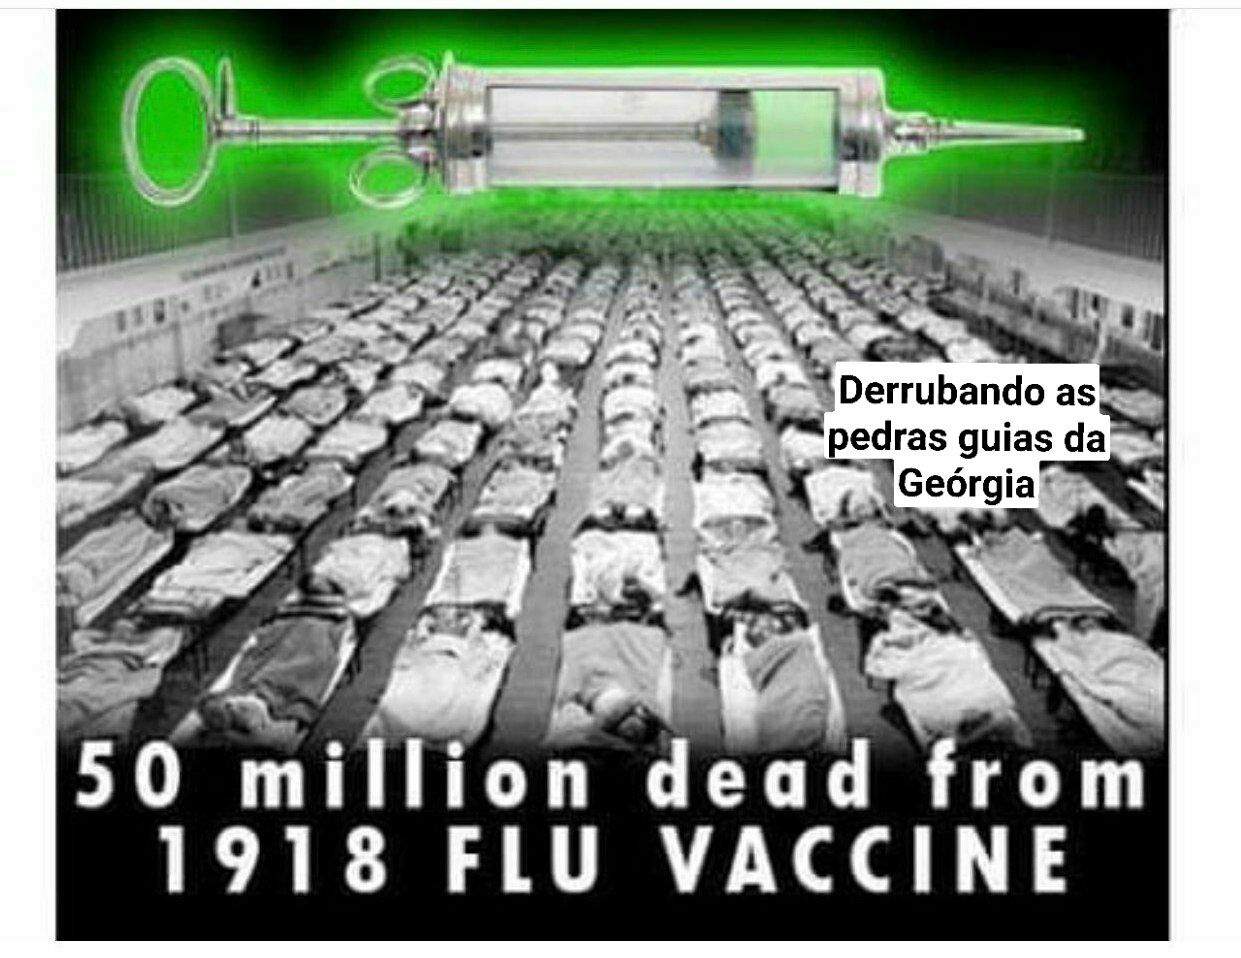 Derrubando as
pedras guias da
Geórgia
50 million dead from
1918 FLU VACCINE